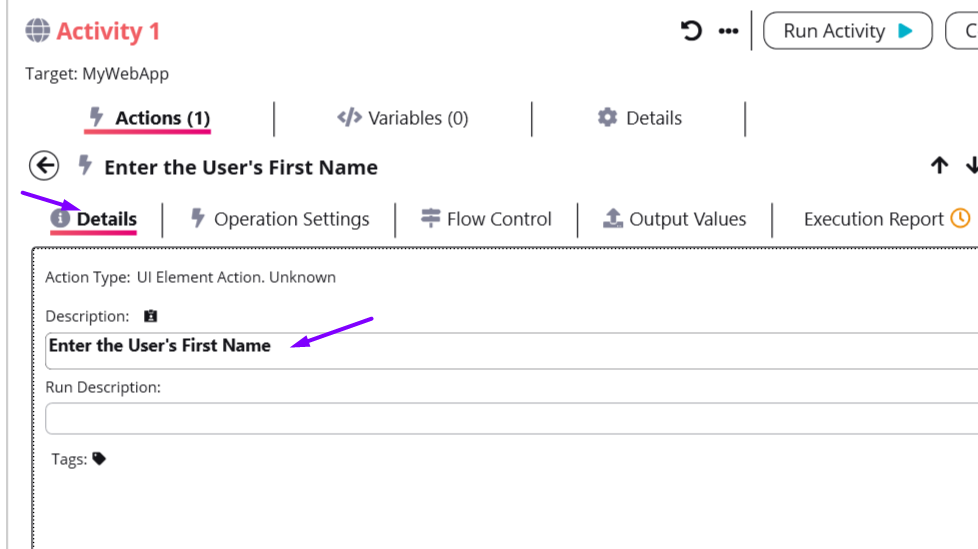 Activity 1
Run Activity
C
Target: MyWebApp
Actions (1)
Variables (0)
Details
Enter the User's First Name
Details
Operation Settings
Flow Control
Output Values
Execution Report
Action Type: UI Element Action. Unknown
Description:
Enter the User's First Name
Run Description:
Tags: